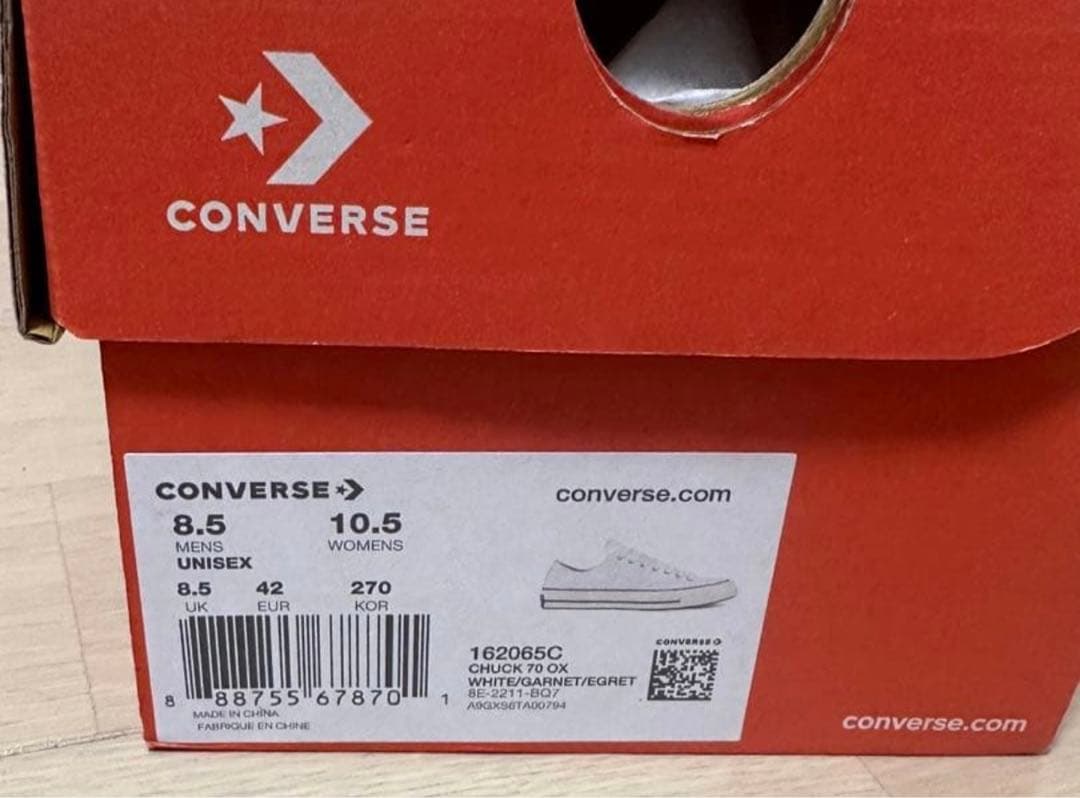 CONVERSE
CONVERSE
converse.com
8.5 10.5
MENS WOMENS
UNISEX
8.5 42 270
UK EUR KOR
8 88755 67870 1
MADE IN CHINA
FABRIQUE EN CHINE
162065C
CHUCK 70 OX
WHITE/GARNET/EGRET
8E-2211-BQ7
A9GXS6TA00794
CONVERSE
converse.com